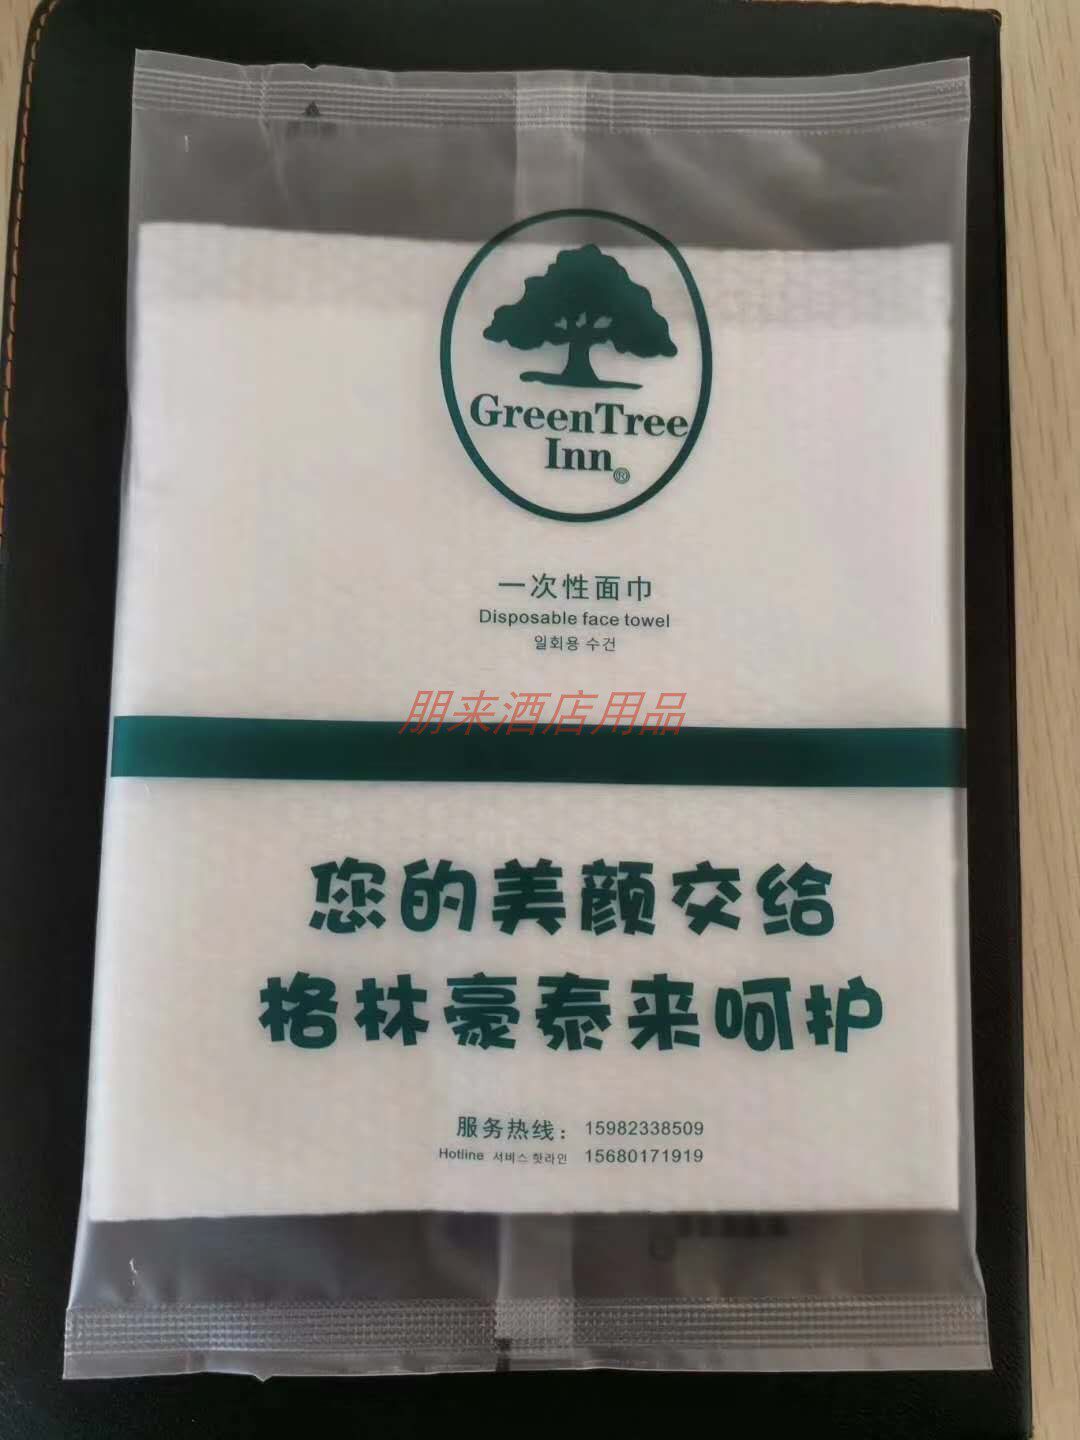 GreenTree
Inn®
一次性面巾
Disposable face towel
일회용 수건
朋来酒店用品
您的美颜交给
格林豪泰来呵护
服务热线：15982338509
Hotline 서비스 핫라인 15680171919